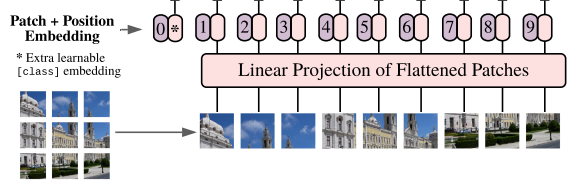 Patch + Position
Embedding
0 * 1 2 3 4 5 6 7 8 9
* Extra learnable
[class] embedding
Linear Projection of Flattened Patches